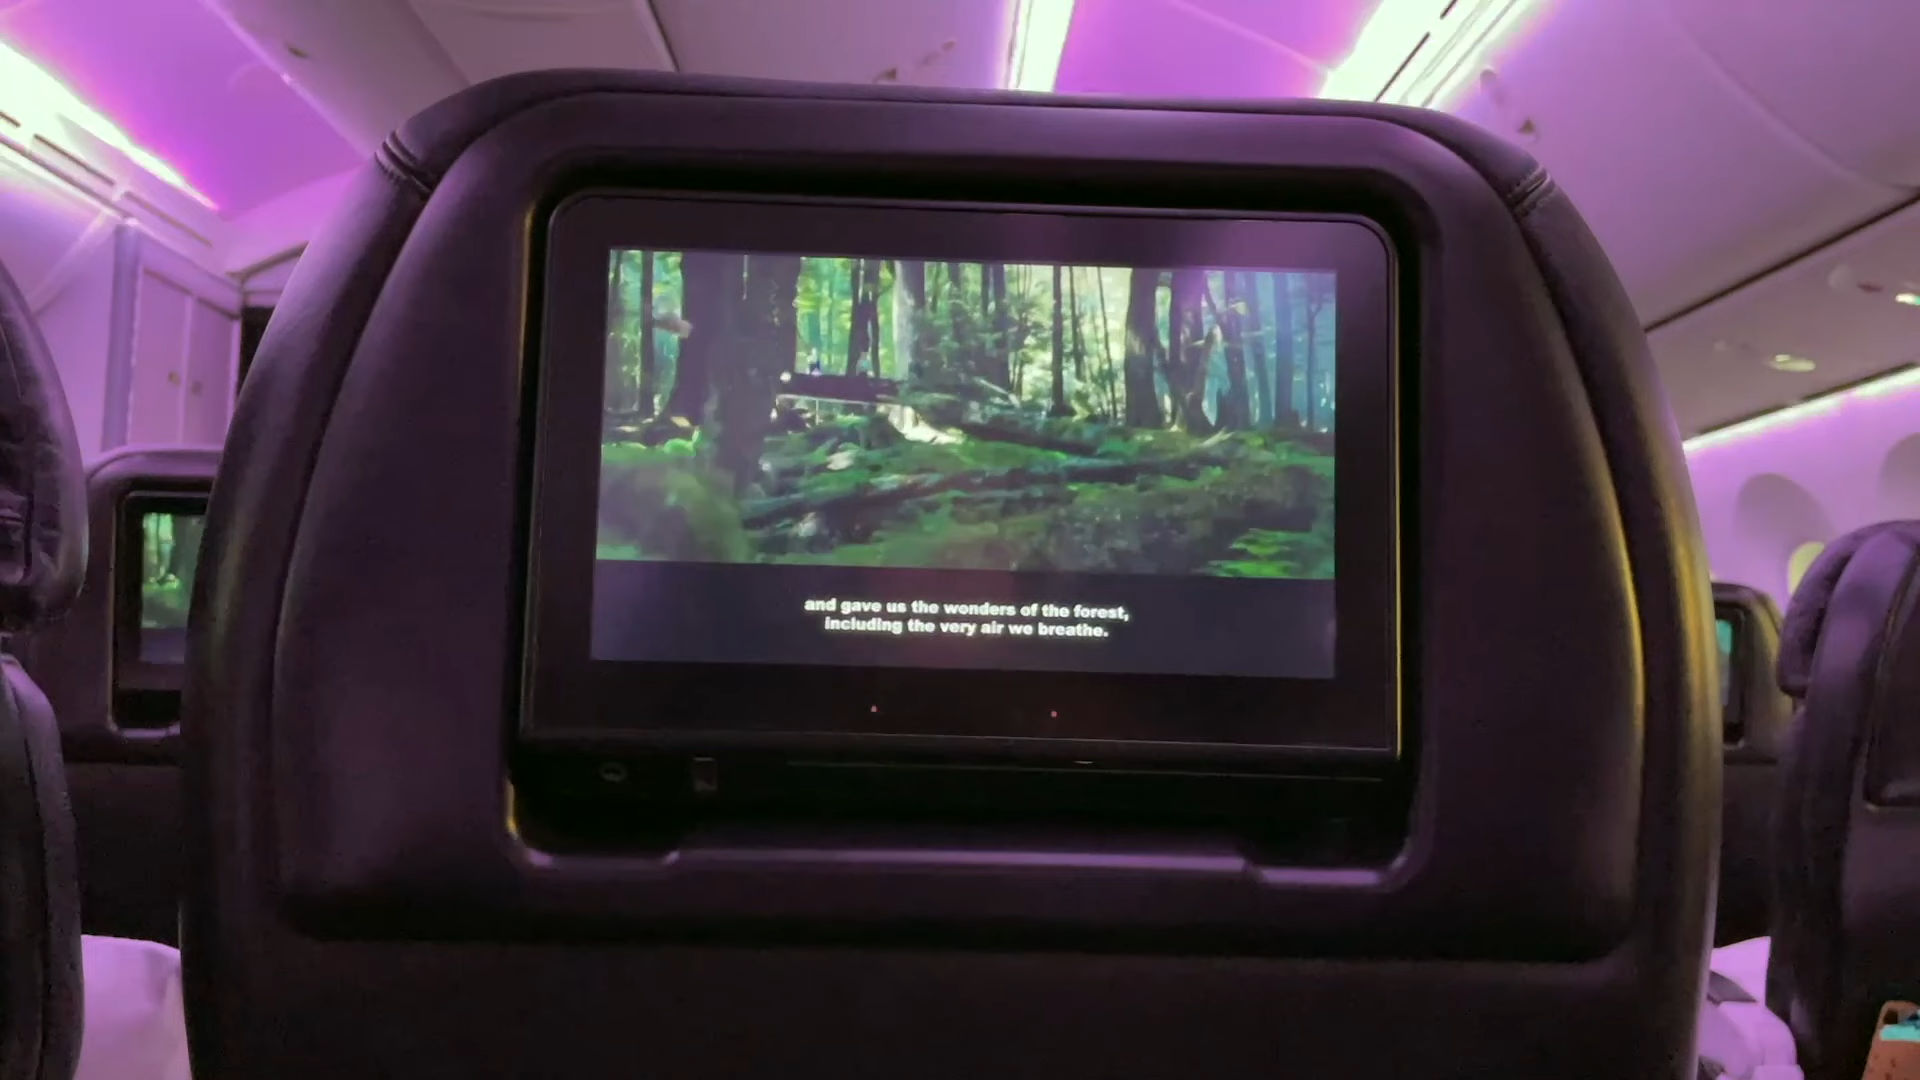 and gave us the wonders of the forest,
including the very air we breathe.